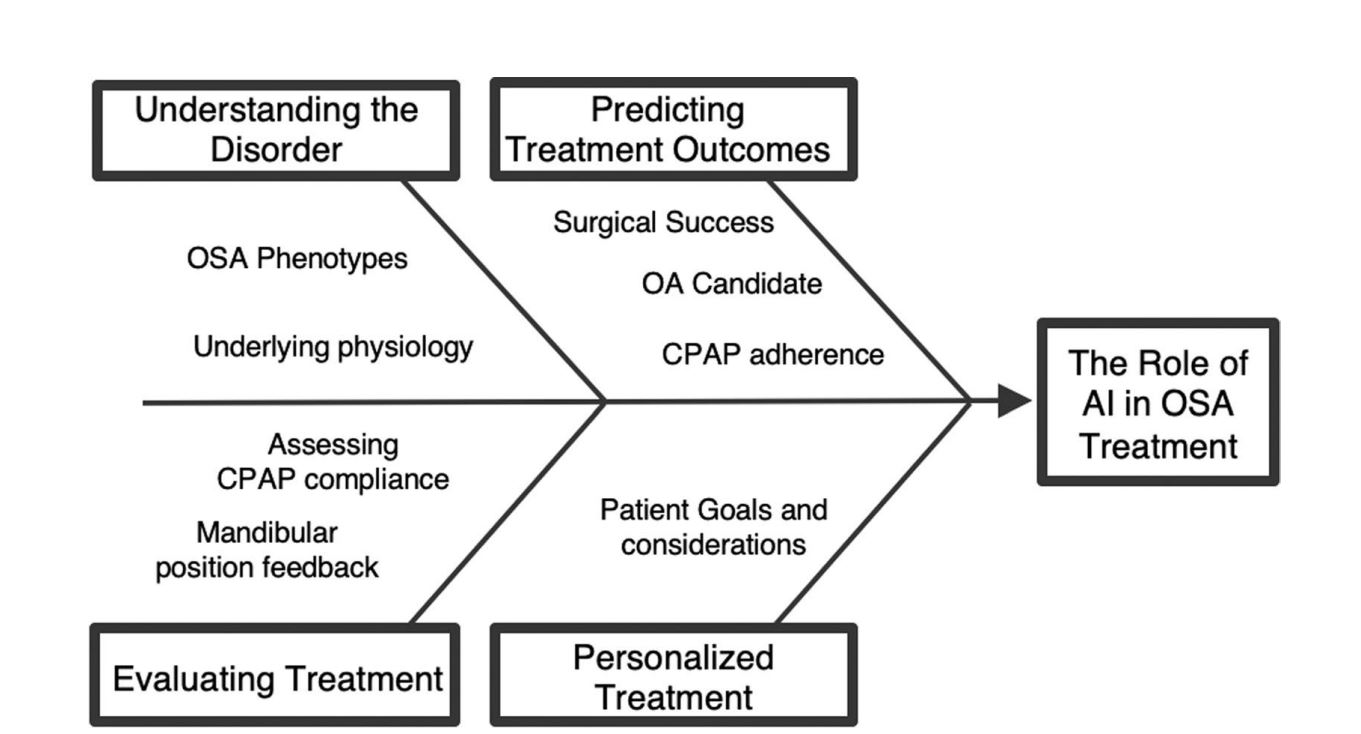 Understanding the
Disorder
Predicting
Treatment Outcomes
OSA Phenotypes
Underlying physiology
Surgical Success
OA Candidate
CPAP adherence
The Role of
AI in OSA
Treatment
Assessing
CPAP compliance
Mandibular
position feedback
Patient Goals and
considerations
Evaluating Treatment
Personalized
Treatment